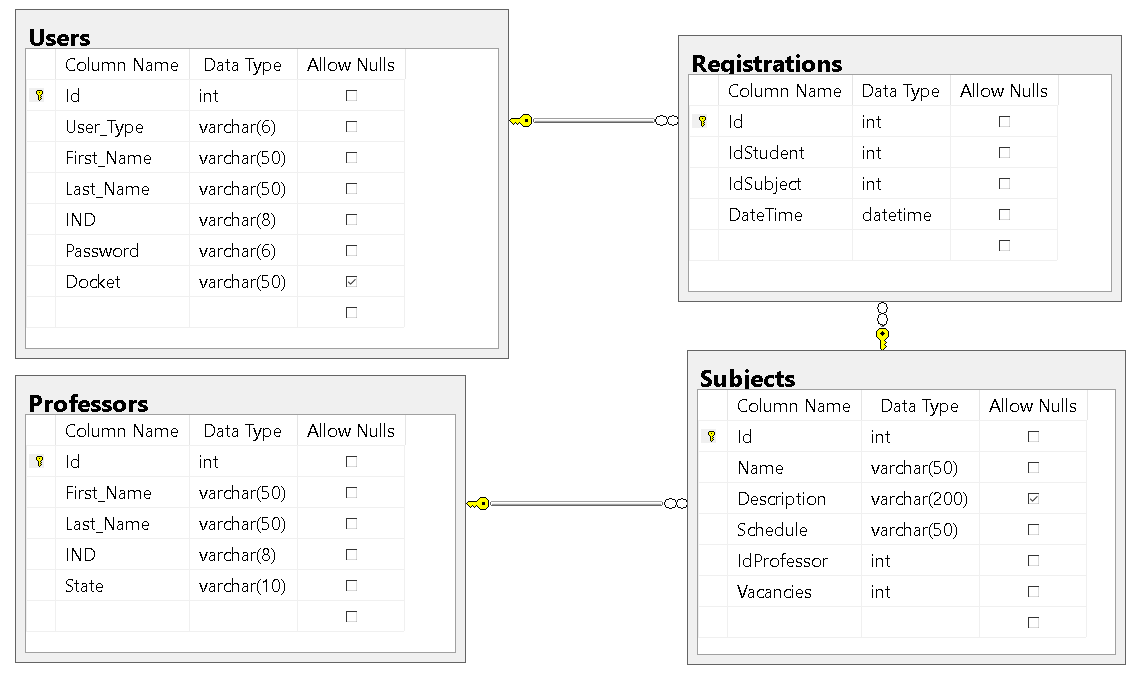 Users
Column Name Data Type Allow Nulls
Id int
User_Type varchar(6)
First_Name varchar(50)
Last_Name varchar(50)
IND varchar(8)
Password varchar(6)
Docket varchar(50)
Registrations
Column Name Data Type Allow Nulls
Id int
IdStudent int
IdSubject int
DateTime datetime
Professors
Column Name Data Type Allow Nulls
Id int
First_Name varchar(50)
Last_Name varchar(50)
IND varchar(8)
State varchar(10)
Subjects
Column Name Data Type Allow Nulls
Id int
Name varchar(50)
Description varchar(200)
Schedule varchar(50)
IdProfessor int
Vacancies int